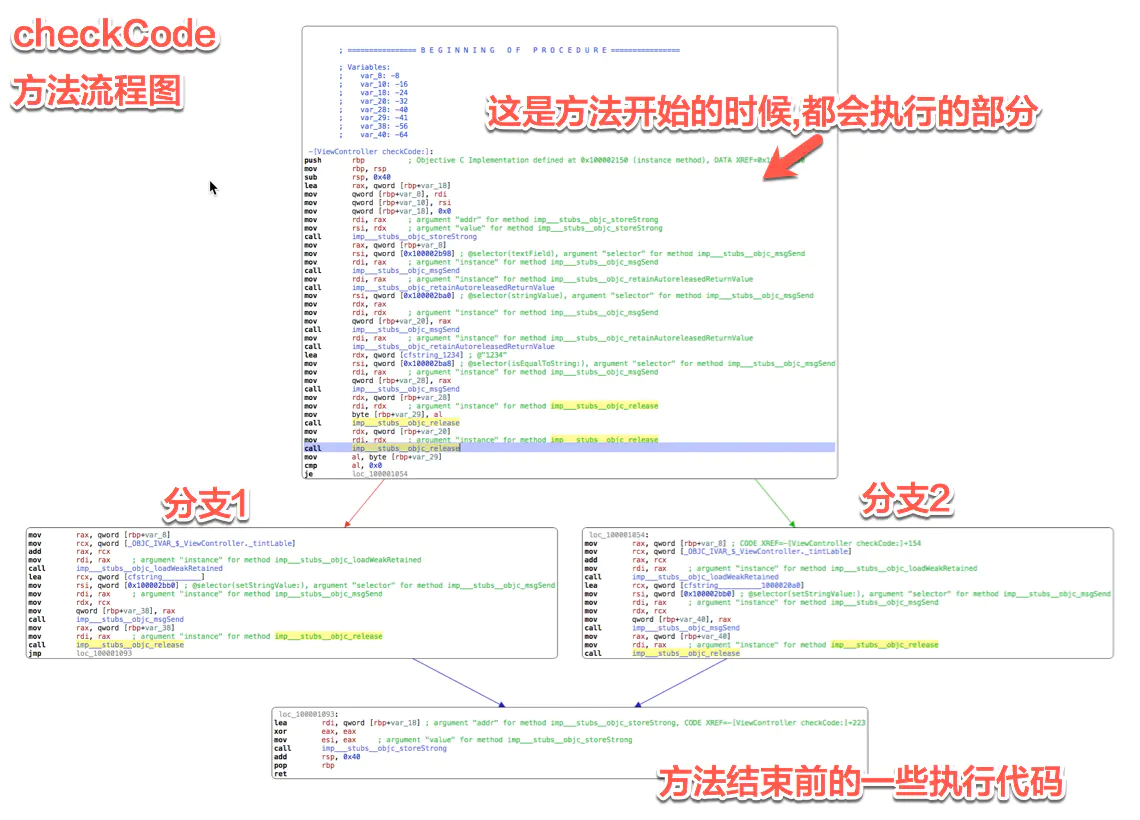 checkCode
方法流程图
; ================ B E G I N N I N G   O F   P R O C E D U R E ================
; Variables:
;    var_8: -8
;    var_10: -16
;    var_18: -24
;    var_20: -32
;    var_28: -40
;    var_29: -41
;    var_38: -56
;    var_40: -64
这是方法开始的时候,都会执行的部分
-[ViewController checkCode:]:
push rbp ; Objective C Implementation defined at 0x100002150 (instance method), DATA XREF=
mov rbp, rsp
sub rsp, 0x40
lea rax, qword [rbp+var_18]
mov qword [rbp+var_8], rdi
mov qword [rbp+var_10], rsi
mov qword [rbp+var_18], 0x0
mov rdi, rax ; argument "addr" for method imp___stubs__objc_storeStrong
mov rsi, rdx ; argument "value" for method imp___stubs__objc_storeStrong
call imp___stubs__objc_storeStrong
mov rax, qword [rbp+var_8]
mov rsi, qword [0x100002b98] ; @selector(textField), argument "selector" for method imp___stubs__objc_msgSend
mov rdi, rax ; argument "instance" for method imp___stubs__objc_msgSend
call imp___stubs__objc_msgSend
mov rdi, rax ; argument "instance" for method imp___stubs__objc_retainAutoreleasedReturnValue
call imp___stubs__objc_retainAutoreleasedReturnValue
mov rsi, qword [0x100002ba0] ; @selector(stringValue), argument "selector" for method imp___stubs__objc_msgSend
mov rdx, rax
mov rdi, rax ; argument "instance" for method imp___stubs__objc_msgSend
mov qword [rbp+var_20], rax
call imp___stubs__objc_msgSend
mov rdi, rax ; argument "instance" for method imp___stubs__objc_retainAutoreleasedReturnValue
call imp___stubs__objc_retainAutoreleasedReturnValue
lea rdx, qword [cfstring_1234] ; @"1234"
mov rsi, qword [0x100002ba8] ; @selector(isEqualToString:), argument "selector" for method imp___stubs__objc_msgSend
mov rdi, rax ; argument "instance" for method imp___stubs__objc_msgSend
mov qword [rbp+var_28], rax
call imp___stubs__objc_msgSend
mov rdx, qword [rbp+var_28]
mov rdi, rdx ; argument "instance" for method imp___stubs__objc_release
mov byte [rbp+var_29], al
call imp___stubs__objc_release
mov rdx, qword [rbp+var_20]
mov rdi, rdx ; argument "instance" for method imp___stubs__objc_release
call imp___stubs__objc_release
mov al, byte [rbp+var_29]
cmp al, 0x0
je loc_100001054
分支1
mov rax, qword [rbp+var_8]
mov rcx, qword [_OBJC_IVAR_$_ViewController._tintLable]
add rax, rcx
mov rdi, rax ; argument "instance" for method imp___stubs__objc_loadWeakRetained
call imp___stubs__objc_loadWeakRetained
lea rcx, qword [cfstring__________]
mov rsi, qword [0x100002bb0] ; @selector(setStringValue:), argument "selector" for method imp___stubs__objc_msgSend
mov rdi, rax ; argument "instance" for method imp___stubs__objc_msgSend
mov rdx, rcx
mov qword [rbp+var_38], rax
call imp___stubs__objc_msgSend
mov rax, qword [rbp+var_38]
mov rdi, rax ; argument "instance" for method imp___stubs__objc_release
call imp___stubs__objc_release
jmp loc_100001093
分支2
loc_100001054:
mov rax, qword [rbp+var_8] ; CODE XREF=-[ViewController checkCode:]+154
mov rcx, qword [_OBJC_IVAR_$_ViewController._tintLable]
add rax, rcx
mov rdi, rax ; argument "instance" for method imp___stubs__objc_loadWeakRetained
call imp___stubs__objc_loadWeakRetained
lea rcx, qword [cfstring__________1000020a0]
mov rsi, qword [0x100002bb0] ; @selector(setStringValue:), argument "selector" for method imp___stubs__objc_msgSend
mov rdi, rax ; argument "instance" for method imp___stubs__objc_msgSend
mov rdx, rcx
mov qword [rbp+var_40], rax
call imp___stubs__objc_msgSend
mov rax, qword [rbp+var_40]
mov rdi, rax ; argument "instance" for method imp___stubs__objc_release
call imp___stubs__objc_release
loc_100001093:
lea rdi, qword [rbp+var_18] ; argument "addr" for method imp___stubs__objc_storeStrong, CODE XREF=-[ViewController checkCode:]+223
xor eax, eax
mov esi, eax ; argument "value" for method imp___stubs__objc_storeStrong
call imp___stubs__objc_storeStrong
add rsp, 0x40
pop rbp
ret
方法结束前的一些执行代码